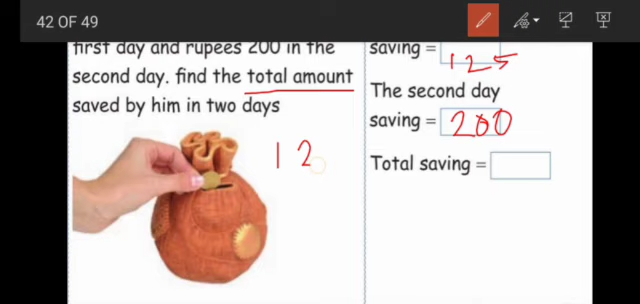 42 OF 49
first day and rupees 200 in the
second day. find the total amount
saved by him in two days
12
saving = 125
The second day
saving = 200
Total saving =